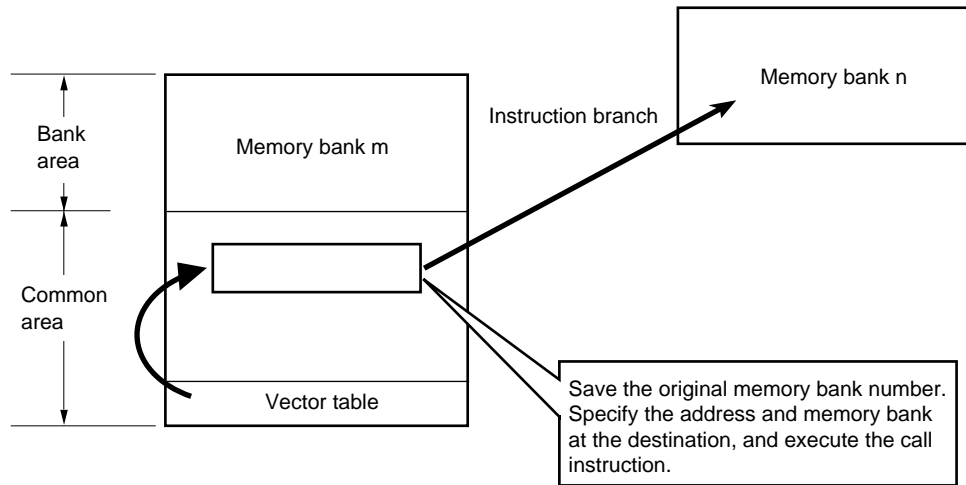 Memory bank n
Instruction branch
Bank
area
Memory bank m
Common
area
Vector table
Save the original memory bank number.
Specify the address and memory bank
at the destination, and execute the call
instruction.